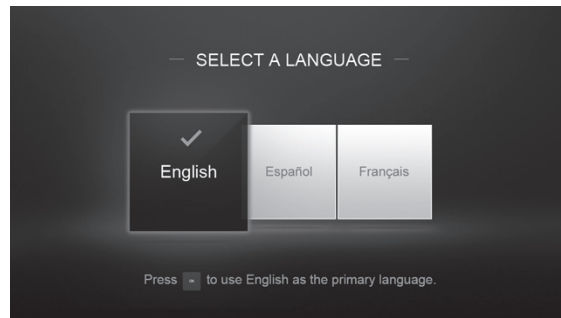 — SELECT A LANGUAGE —
English
Español
Français
Press to use English as the primary language.